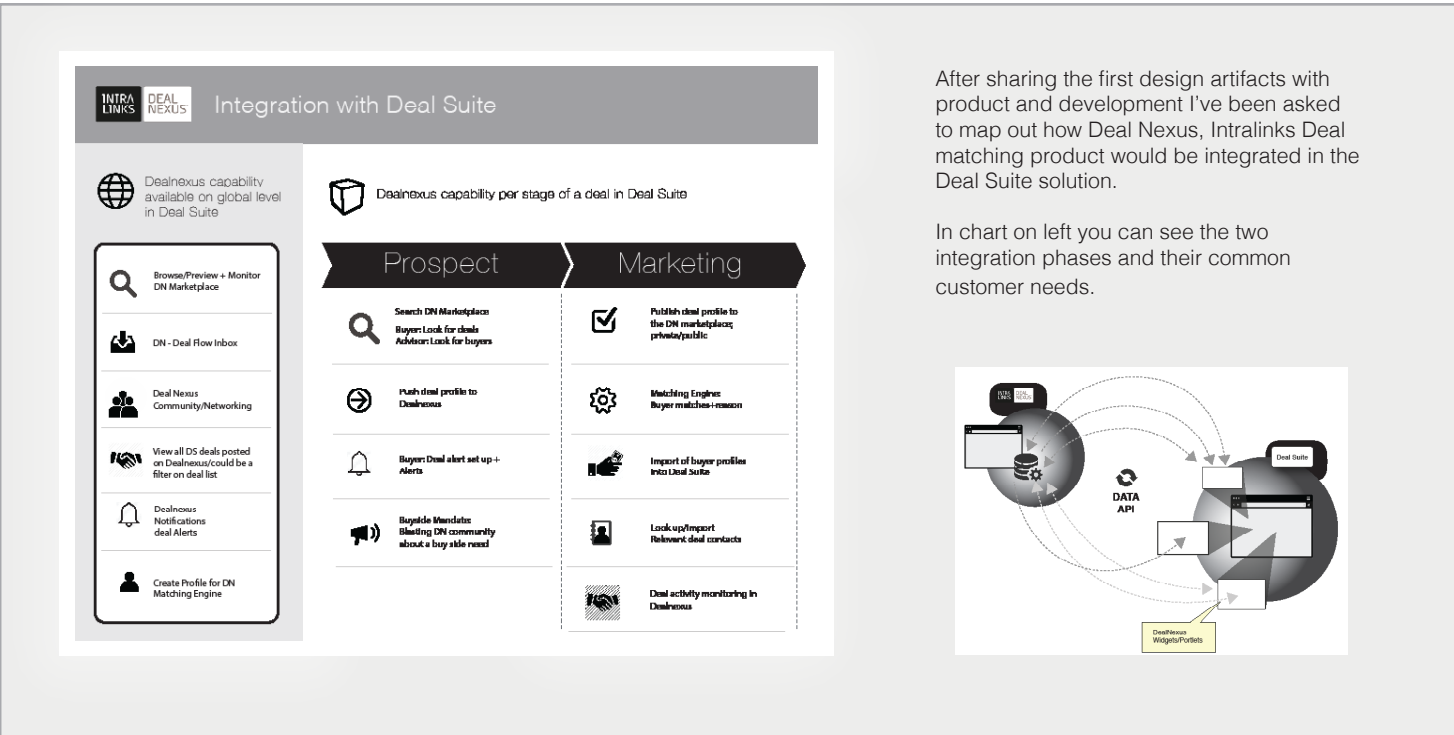 INTRA
LINKS
DEAL
NEXUS
Integration with Deal Suite
Dealnexus capability
available on global level
in Deal Suite
Browse/Preview + Monitor
DN Marketplace
DN - Deal Flow Inbox
Deal Nexus
Community/Networking
View all DS deals posted
on Dealnexus/could be a
filter on deal list
Dealnexus
Notifications
deal Alerts
Create Profile for DN
Matching Engine
Dealnexus capability per stage of a deal in Deal Suite
Prospect
Search DN Marketplace
Buyer: Look for deals
Advisor: Look for buyers
Push deal profile to
Dealnexus
Buyer: Deal alert set up +
Alerts
Buyside Mandate:
Blasting DN community
about a buy side need
Marketing
Publish deal profile to
the DN marketplace;
private/public
Matching Engine:
Buyer matches+reason
Import of buyer profiles
into Deal Suite
Look up/Import
Relevant deal contacts
Deal activity monitoring in
Dealnexus
After sharing the first design artifacts with
product and development I've been asked
to map out how Deal Nexus, Intralinks Deal
matching product would be integrated in the
Deal Suite solution.
In chart on left you can see the two
integration phases and their common
customer needs.
INTRA
LINKS
DEAL
NEXUS
Deal Suite
DATA
API
DealNexus
Widgets/Portlets